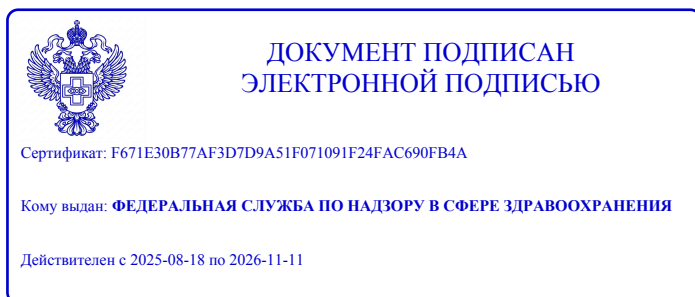 ДОКУМЕНТ ПОДПИСАН
ЭЛЕКТРОННОЙ ПОДПИСЬЮ
Сертификат: F671E30B77AF3D7D9A51F071091F24FAC690FB4A
Кому выдан: ФЕДЕРАЛЬНАЯ СЛУЖБА ПО НАДЗОРУ В СФЕРЕ ЗДРАВООХРАНЕНИЯ
Действителен с 2025-08-18 по 2026-11-11